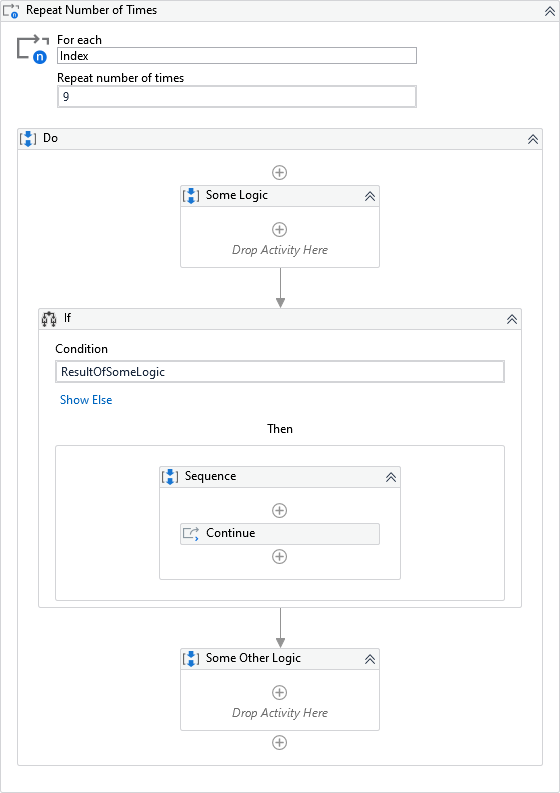 Repeat Number of Times
For each
Index
Repeat number of times
9
Do
Some Logic
Drop Activity Here
If
Condition
ResultOfSomeLogic
Show Else
Then
Sequence
Continue
Some Other Logic
Drop Activity Here